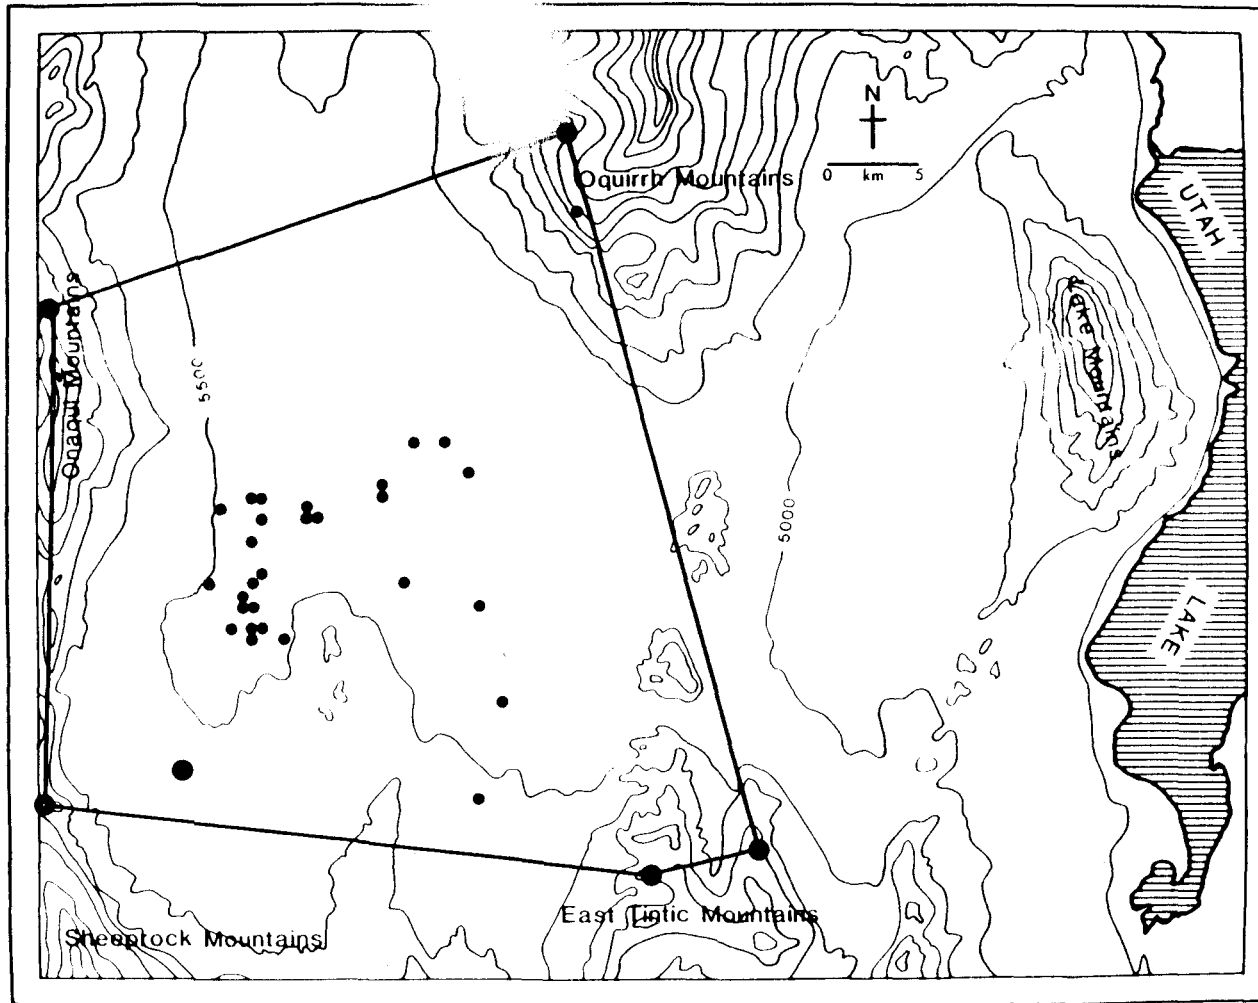 N
0 km 5
Oquirrh Mountains
UTAH
Onaqui Mountains
Lake Mountains
5500
5000
LAKE
East Tintic Mountains
Sheeprock Mountains